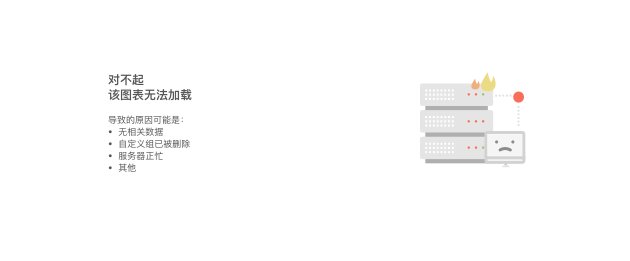 对不起
该图表无法加载
导致的原因可能是：
• 无相关数据
• 自定义组已被删除
• 服务器正忙
• 其他